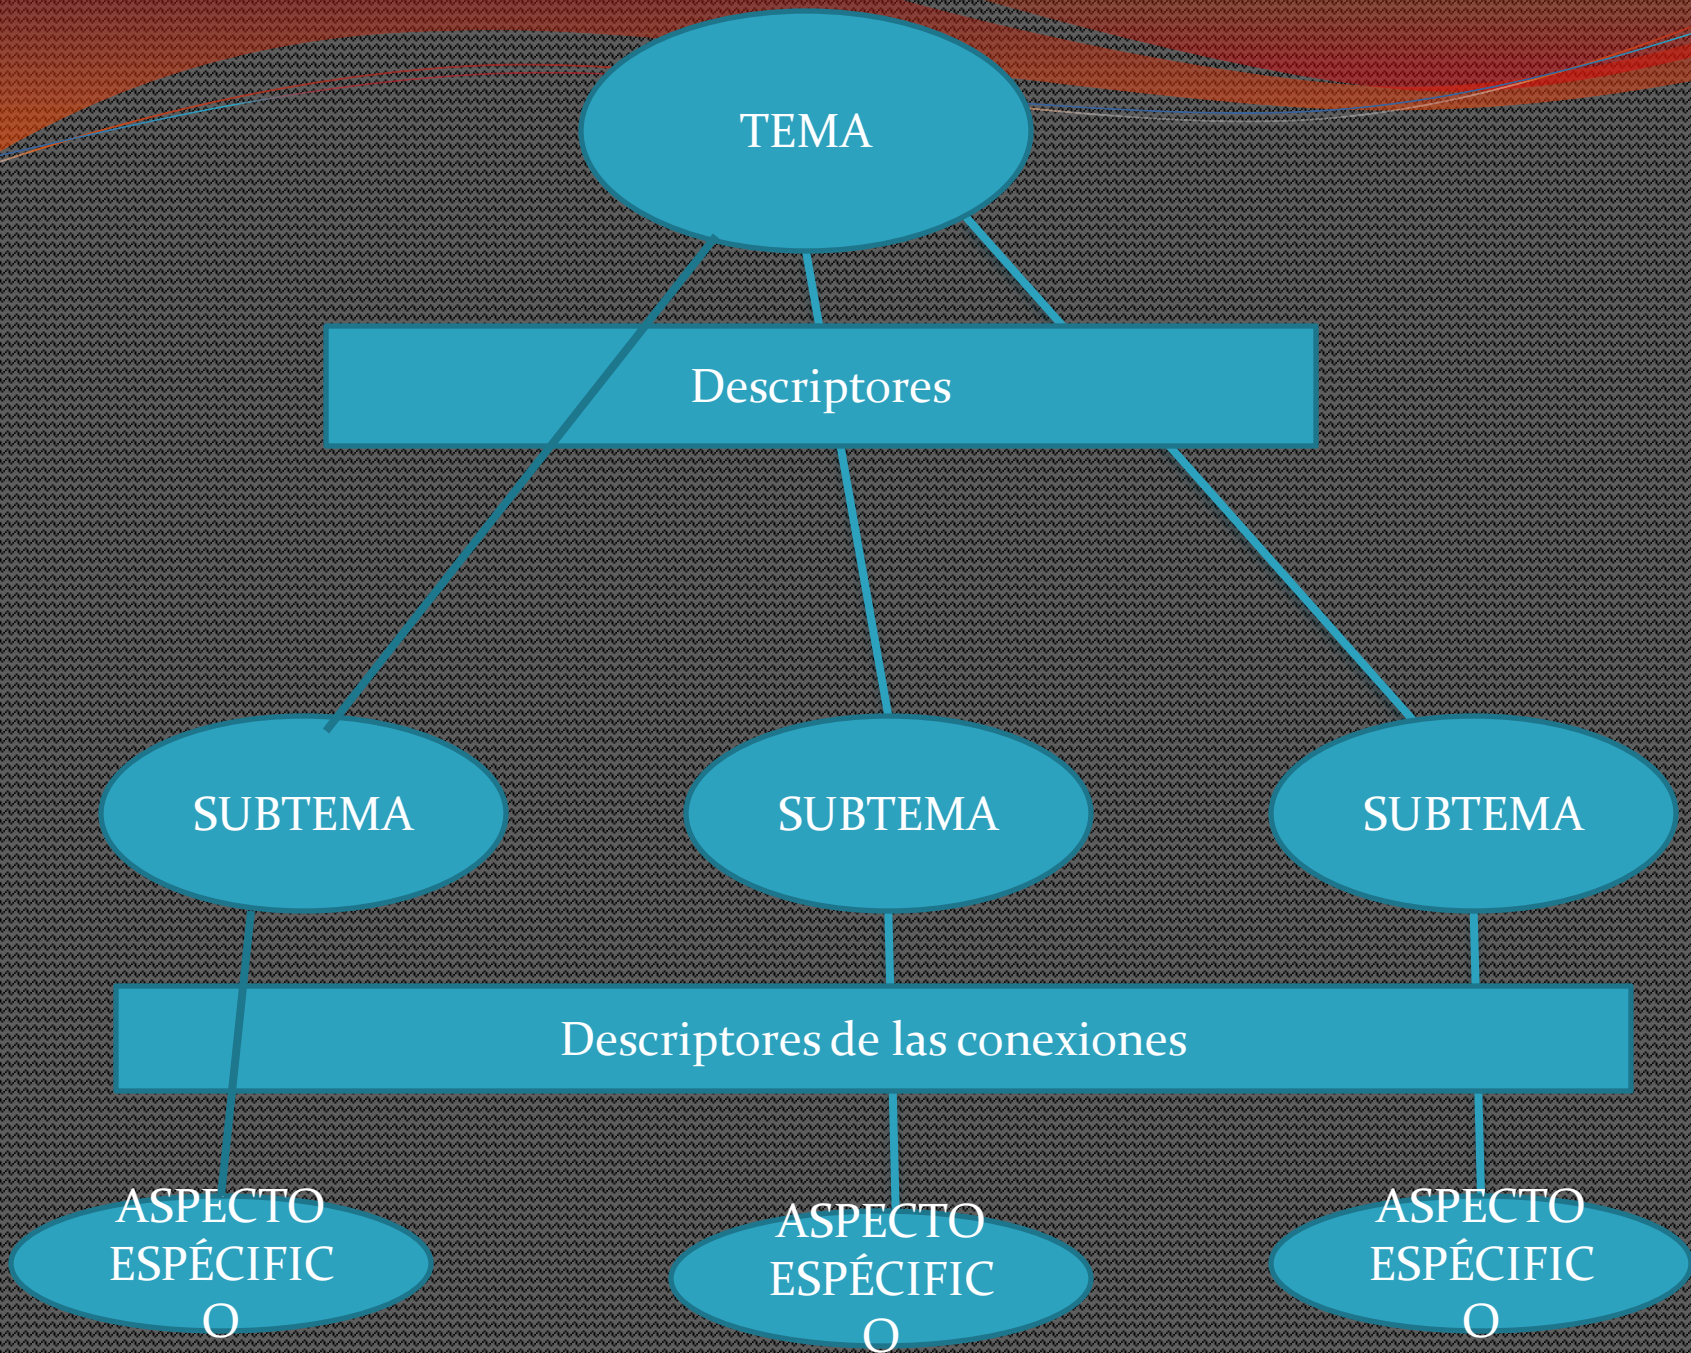 TEMA
Descriptores
SUBTEMA
SUBTEMA
SUBTEMA
Descriptores de las conexiones
ASPECTO
ESPÉCIFIC
O
ASPECTO
ESPÉCIFIC
O
ASPECTO
ESPÉCIFIC
O